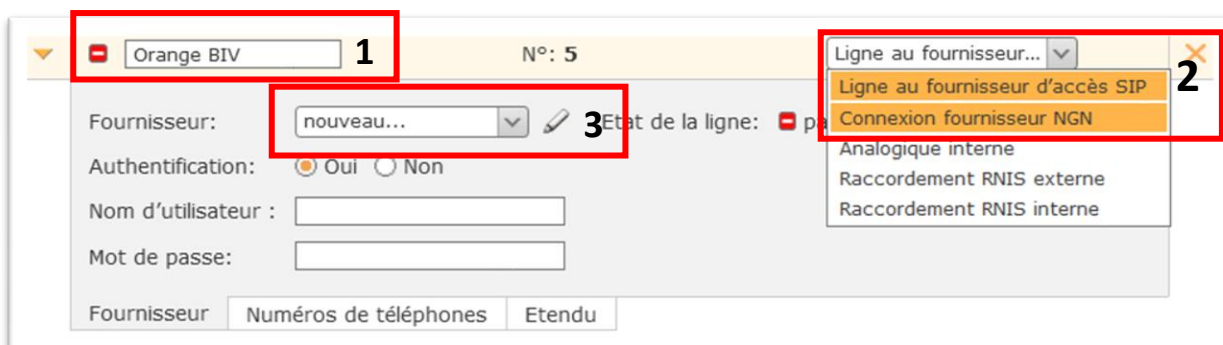 Orange BIV 1 N°: 5 Ligne au fournisseur... 2
Ligne au fournisseur d'accès SIP
Fournisseur: nouveau... 3 Etat de la ligne: Connexion fournisseur NGN
Analogique interne
Authentification: Oui Non
Raccordement RNIS externe
Nom d'utilisateur : Raccordement RNIS interne
Mot de passe:
Fournisseur Numéros de téléphones Etendu